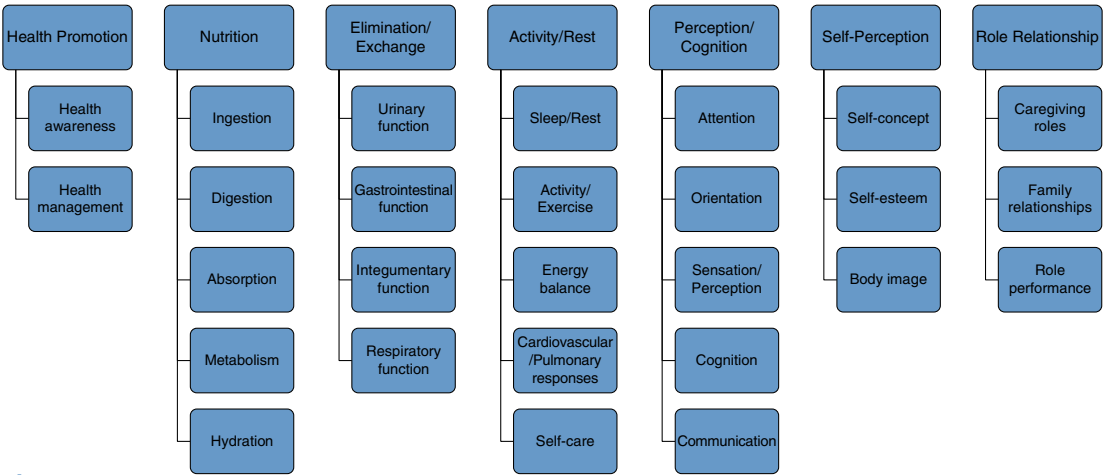 Health Promotion
Health
awareness
Health
management
Nutrition
Ingestion
Digestion
Absorption
Metabolism
Hydration
Elimination/
Exchange
Urinary
function
Gastrointestinal
function
Integumentary
function
Respiratory
function
Activity/Rest
Sleep/Rest
Activity/
Exercise
Energy
balance
Cardiovascular
/Pulmonary
responses
Self-care
Perception/
Cognition
Attention
Orientation
Sensation/
Perception
Cognition
Communication
Self-Perception
Self-concept
Self-esteem
Body image
Role Relationship
Caregiving
roles
Family
relationships
Role
performance